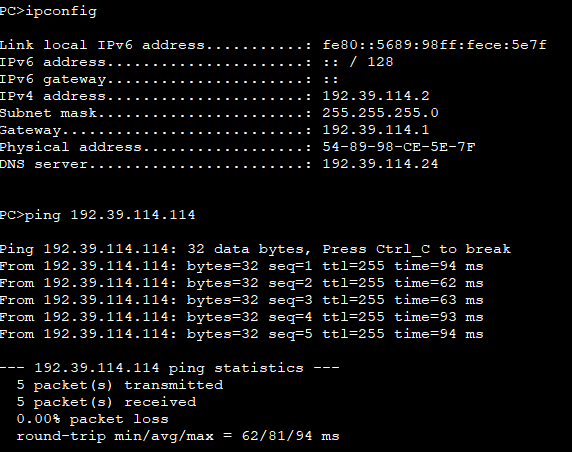 PC>ipconfig
Link local IPv6 address...........: fe80::5689:98ff:fece:5e7f
IPv6 address......................: :: / 128
IPv6 gateway......................: ::
IPv4 address......................: 192.39.114.2
Subnet mask.......................: 255.255.255.0
Gateway...........................: 192.39.114.1
Physical address..................: 54-89-98-CE-5E-7F
DNS server........................: 192.39.114.24
PC>ping 192.39.114.114
Ping 192.39.114.114: 32 data bytes, Press Ctrl_C to break
From 192.39.114.114: bytes=32 seq=1 ttl=255 time=94 ms
From 192.39.114.114: bytes=32 seq=2 ttl=255 time=62 ms
From 192.39.114.114: bytes=32 seq=3 ttl=255 time=63 ms
From 192.39.114.114: bytes=32 seq=4 ttl=255 time=93 ms
From 192.39.114.114: bytes=32 seq=5 ttl=255 time=94 ms
--- 192.39.114.114 ping statistics ---
5 packet(s) transmitted
5 packet(s) received
0.00% packet loss
round-trip min/avg/max = 62/81/94 ms